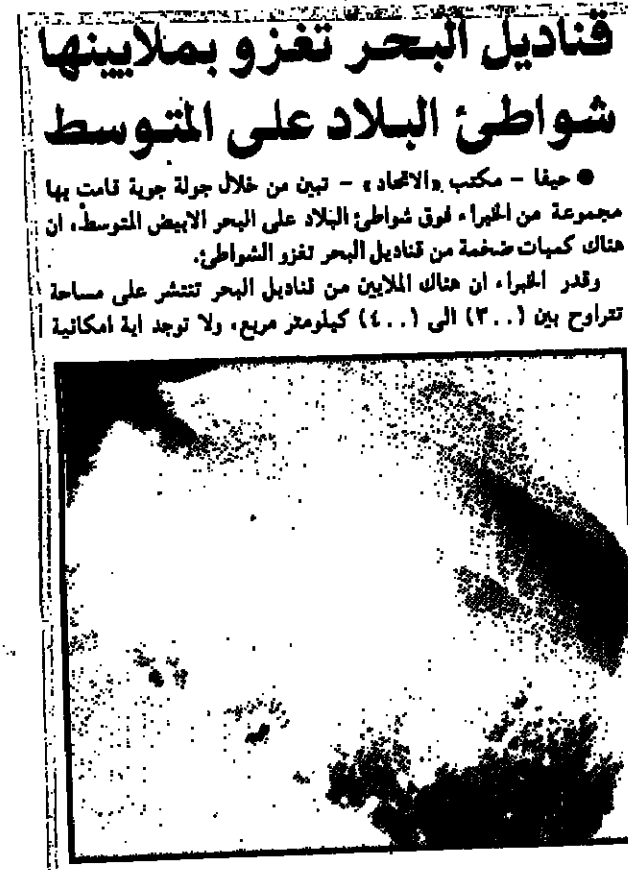 قناديل البحر تغزو بملايينها
شواطئ البلاد على المتوسط
● حيفا - مكتب «الاتحاد» - تبين من خلال جولة جوية قامت بها
مجموعة من الخبراء فوق شواطئ البلاد على البحر الابيض المتوسط، ان
هناك كميات ضخمة من قناديل البحر تغزو الشواطئ.
وقدر الخبراء ان هناك الملايين من قناديل البحر تنتشر على مساحة
تتراوح بين (٣٠٠) الى (٤٠٠) كيلومتر مربع، ولا توجد اية امكانية